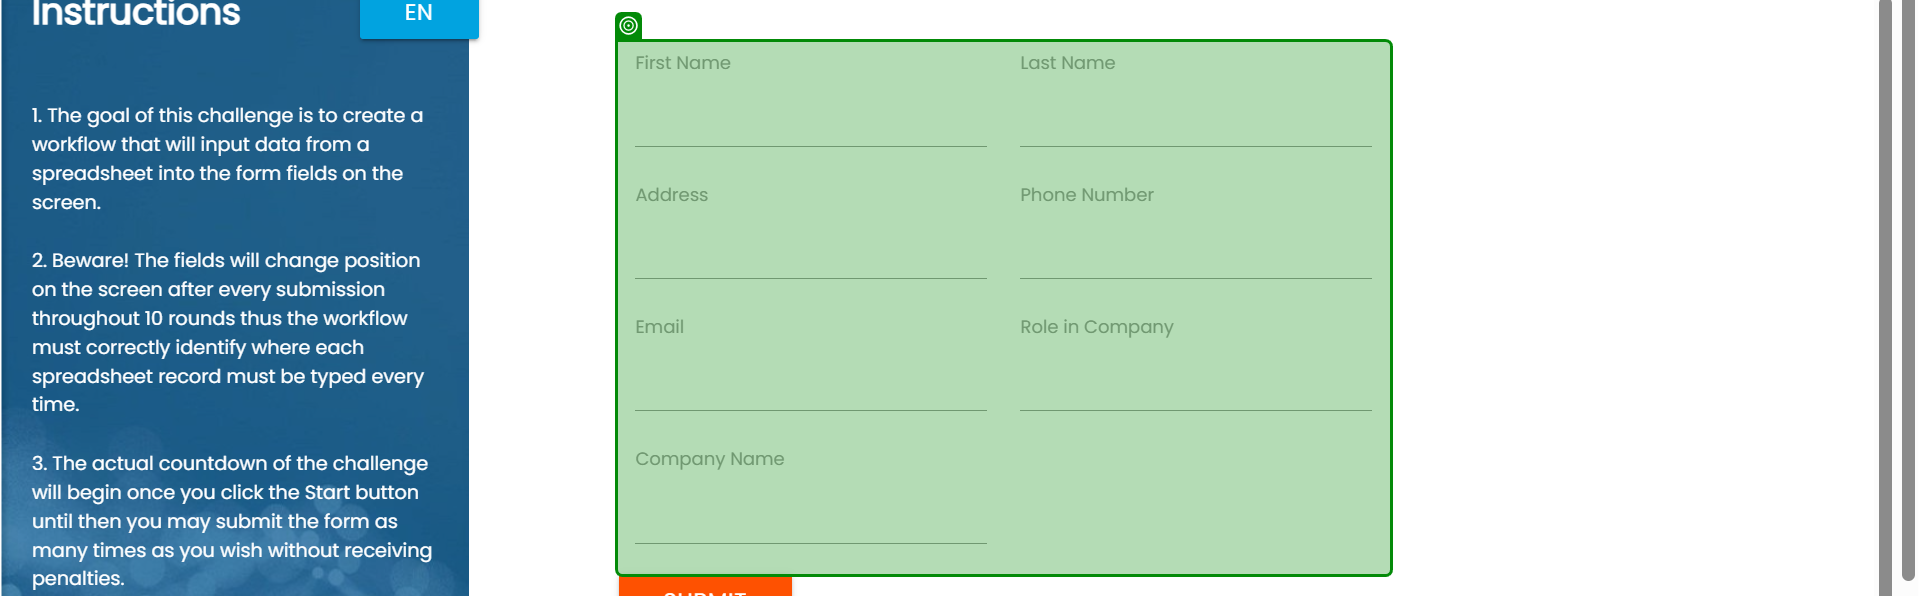 Instructions
EN
1. The goal of this challenge is to create a
workflow that will input data from a
spreadsheet into the form fields on the
screen.
2. Beware! The fields will change position
on the screen after every submission
throughout 10 rounds thus the workflow
must correctly identify where each
spreadsheet record must be typed every
time.
3. The actual countdown of the challenge
will begin once you click the Start button
until then you may submit the form as
many times as you wish without receiving
penalties.
First Name
Last Name
Address
Phone Number
Email
Role in Company
Company Name
SUBMIT